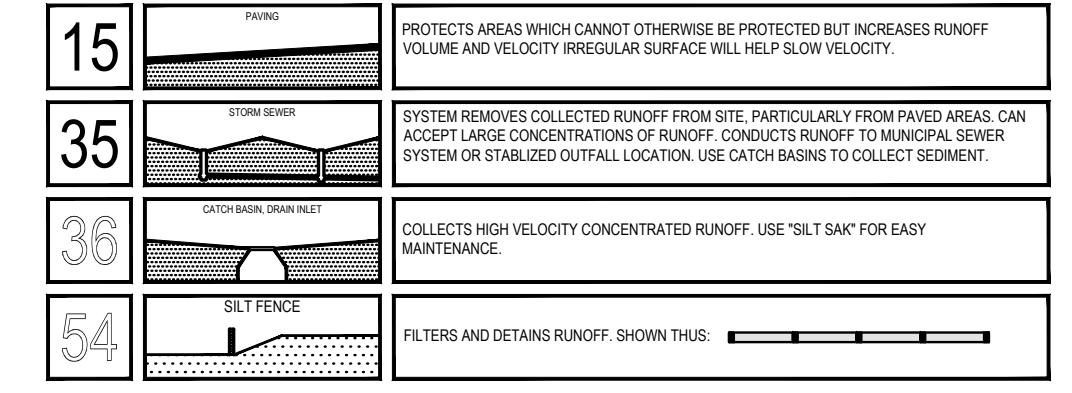 15
PAVING
PROTECTS AREAS WHICH CANNOT OTHERWISE BE PROTECTED BUT INCREASES RUNOFF
VOLUME AND VELOCITY IRREGULAR SURFACE WILL HELP SLOW VELOCITY.
35
STORM SEWER
SYSTEM REMOVES COLLECTED RUNOFF FROM SITE, PARTICULARLY FROM PAVED AREAS. CAN
ACCEPT LARGE CONCENTRATIONS OF RUNOFF. CONDUCTS RUNOFF TO MUNICIPAL SEWER
SYSTEM OR STABLIZED OUTFALL LOCATION. USE CATCH BASINS TO COLLECT SEDIMENT.
36
CATCH BASIN, DRAIN INLET
COLLECTS HIGH VELOCITY CONCENTRATED RUNOFF. USE "SILT SAK" FOR EASY
MAINTENANCE.
54
SILT FENCE
FILTERS AND DETAINS RUNOFF. SHOWN THUS: